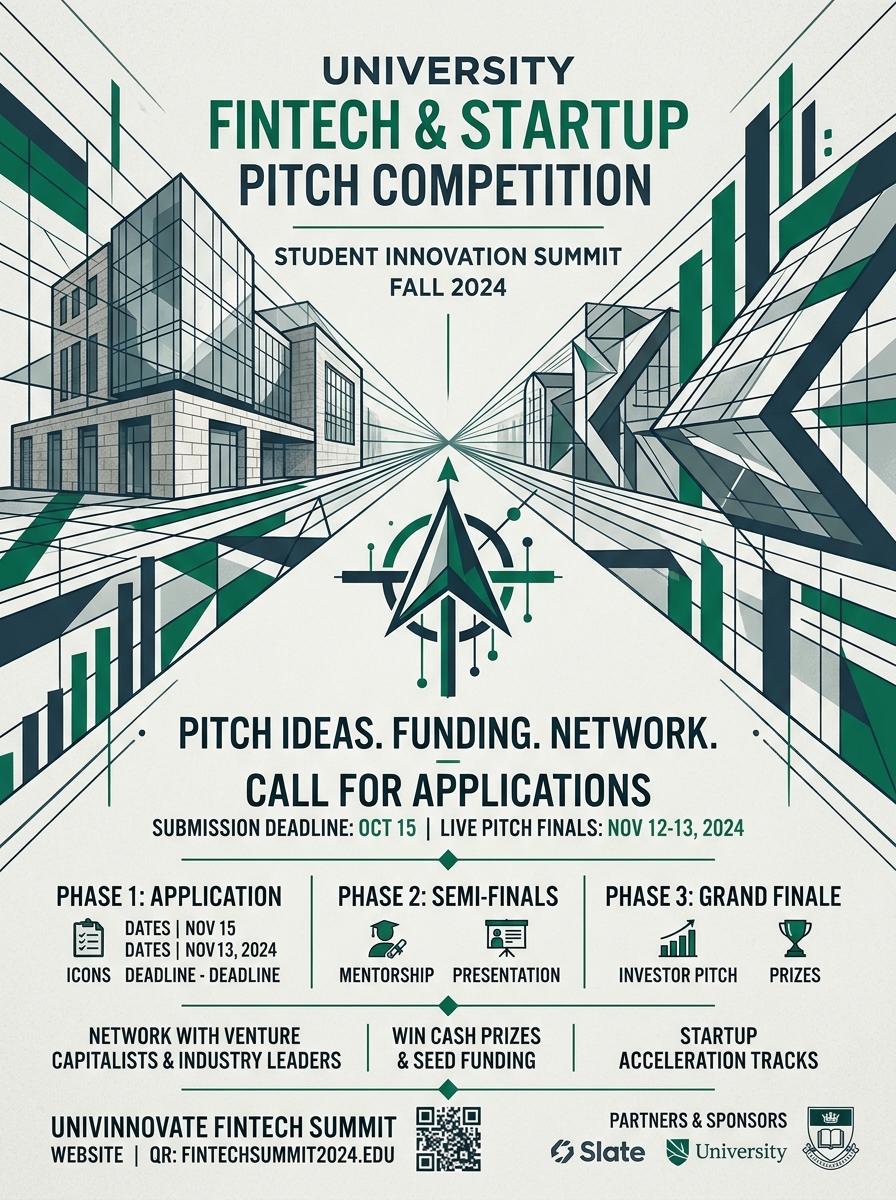 UNIVERSITY
FINTECH & STARTUP
PITCH COMPETITION
STUDENT INNOVATION SUMMIT
FALL 2024
PITCH IDEAS. FUNDING. NETWORK.
CALL FOR APPLICATIONS
SUBMISSION DEADLINE: OCT 15 | LIVE PITCH FINALS: NOV 12-13, 2024
PHASE 1: APPLICATION
DATES | NOV 15
DATES | NOV 13, 2024
ICONS DEADLINE - DEADLINE
PHASE 2: SEMI-FINALS
MENTORSHIP PRESENTATION
PHASE 3: GRAND FINALE
INVESTOR PITCH PRIZES
NETWORK WITH VENTURE
CAPITALISTS & INDUSTRY LEADERS
WIN CASH PRIZES
& SEED FUNDING
STARTUP
ACCELERATION TRACKS
UNIVINNOVATE FINTECH SUMMIT
WEBSITE | QR: FINTECHSUMMIT2024.EDU
PARTNERS & SPONSORS
Slate University